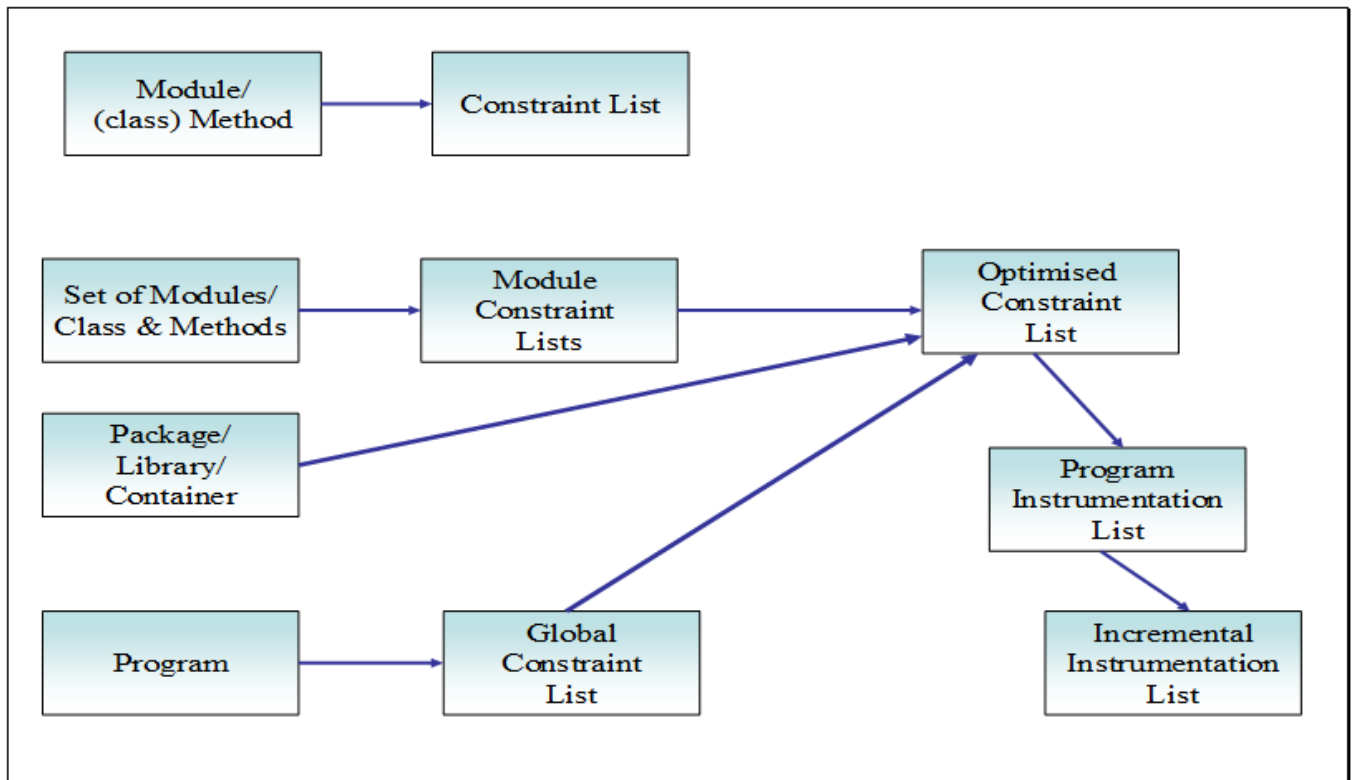 Module/
(class) Method
Constraint List
Set of Modules/
Class & Methods
Module
Constraint
Lists
Optimised
Constraint
List
Package/
Library/
Container
Program
Instrumentation
List
Program
Global
Constraint
List
Incremental
Instrumentation
List